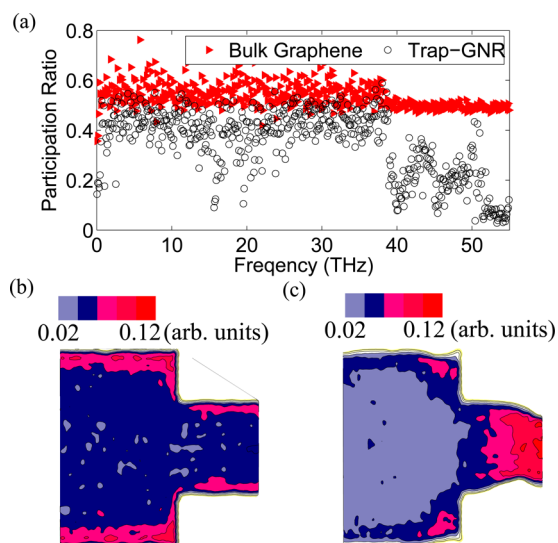 (a)
Participation Ratio
0.8
0.6
0.4
0.2
0
Bulk Graphene
Trap-GNR
0 10 20 30 40 50
Freqency (THz)
(b)
(c)
0.02 0.12 (arb. units)
0.02 0.12 (arb. units)